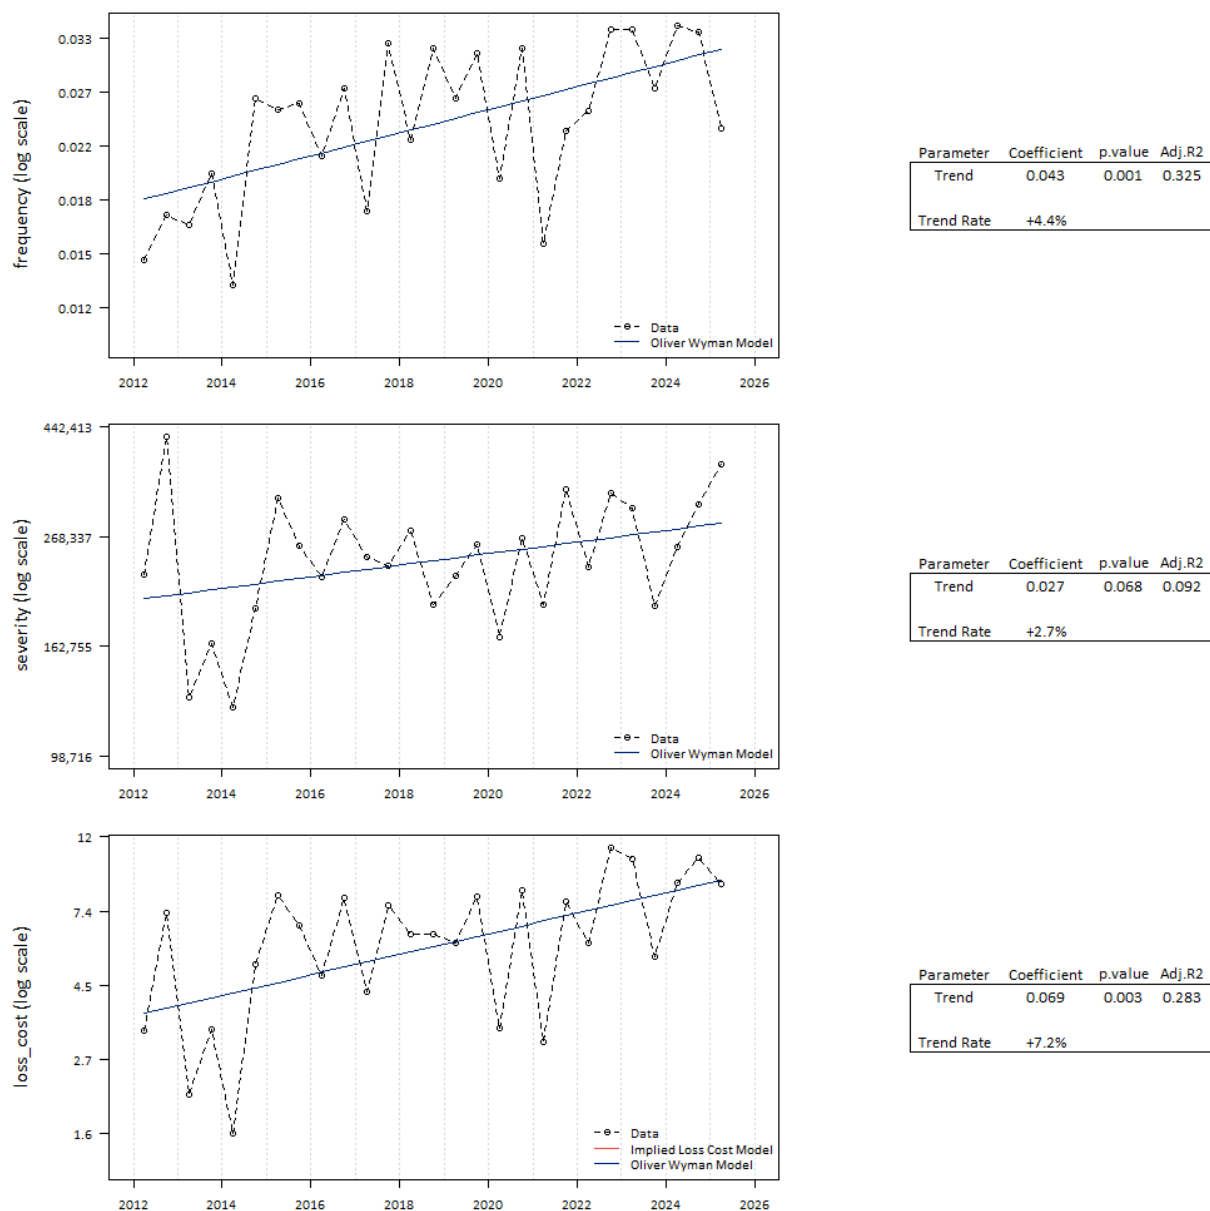 frequency (log scale)
0.033
0.027
0.022
0.018
0.015
0.012
Data
Oliver Wyman Model
2012 2014 2016 2018 2020 2022 2024 2026
Parameter Coefficient p.value Adj.R2
Trend 0.043 0.001 0.325
Trend Rate +4.4%
severity (log scale)
442,413
268,337
162,755
98,716
Data
Oliver Wyman Model
2012 2014 2016 2018 2020 2022 2024 2026
Parameter Coefficient p.value Adj.R2
Trend 0.027 0.068 0.092
Trend Rate +2.7%
loss_cost (log scale)
12
7.4
4.5
2.7
1.6
Data
Implied Loss Cost Model
Oliver Wyman Model
2012 2014 2016 2018 2020 2022 2024 2026
Parameter Coefficient p.value Adj.R2
Trend 0.069 0.003 0.283
Trend Rate +7.2%